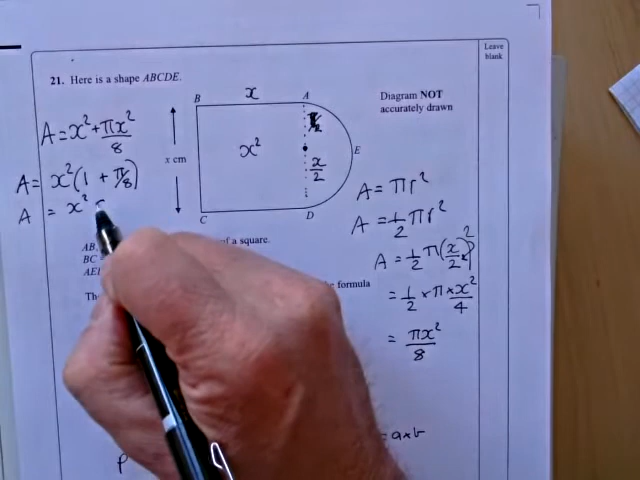 Leave
blank
21. Here is a shape ABCDE.
B x A
Diagram NOT
accurately drawn
A = x² + πx²/8
x/2
x cm
x²
E
x/2
A = x²(1 + π/8)
A = x²
C D
A = πr²
A = 1/2 πr²
A = 1/2 π(x/2)²
= 1/2 × π × x²/4
= πx²/8
AB,
of a square.
BC =
formula
= a×b
P